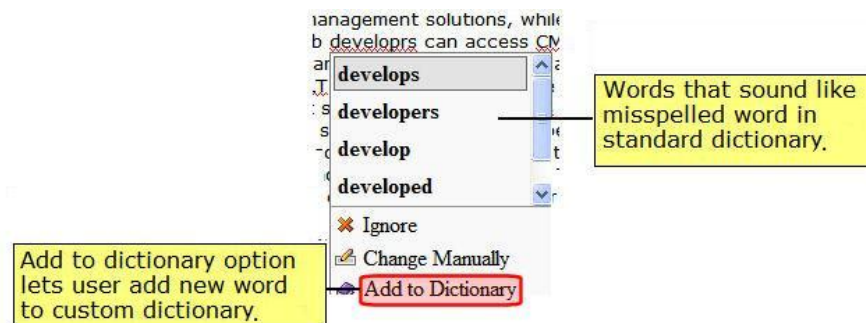 management solutions, while
b developrs can access CM
develops
developers
develop
developed
Ignore
Change Manually
Add to Dictionary
Words that sound like
misspelled word in
standard dictionary.
Add to dictionary option
lets user add new word
to custom dictionary.